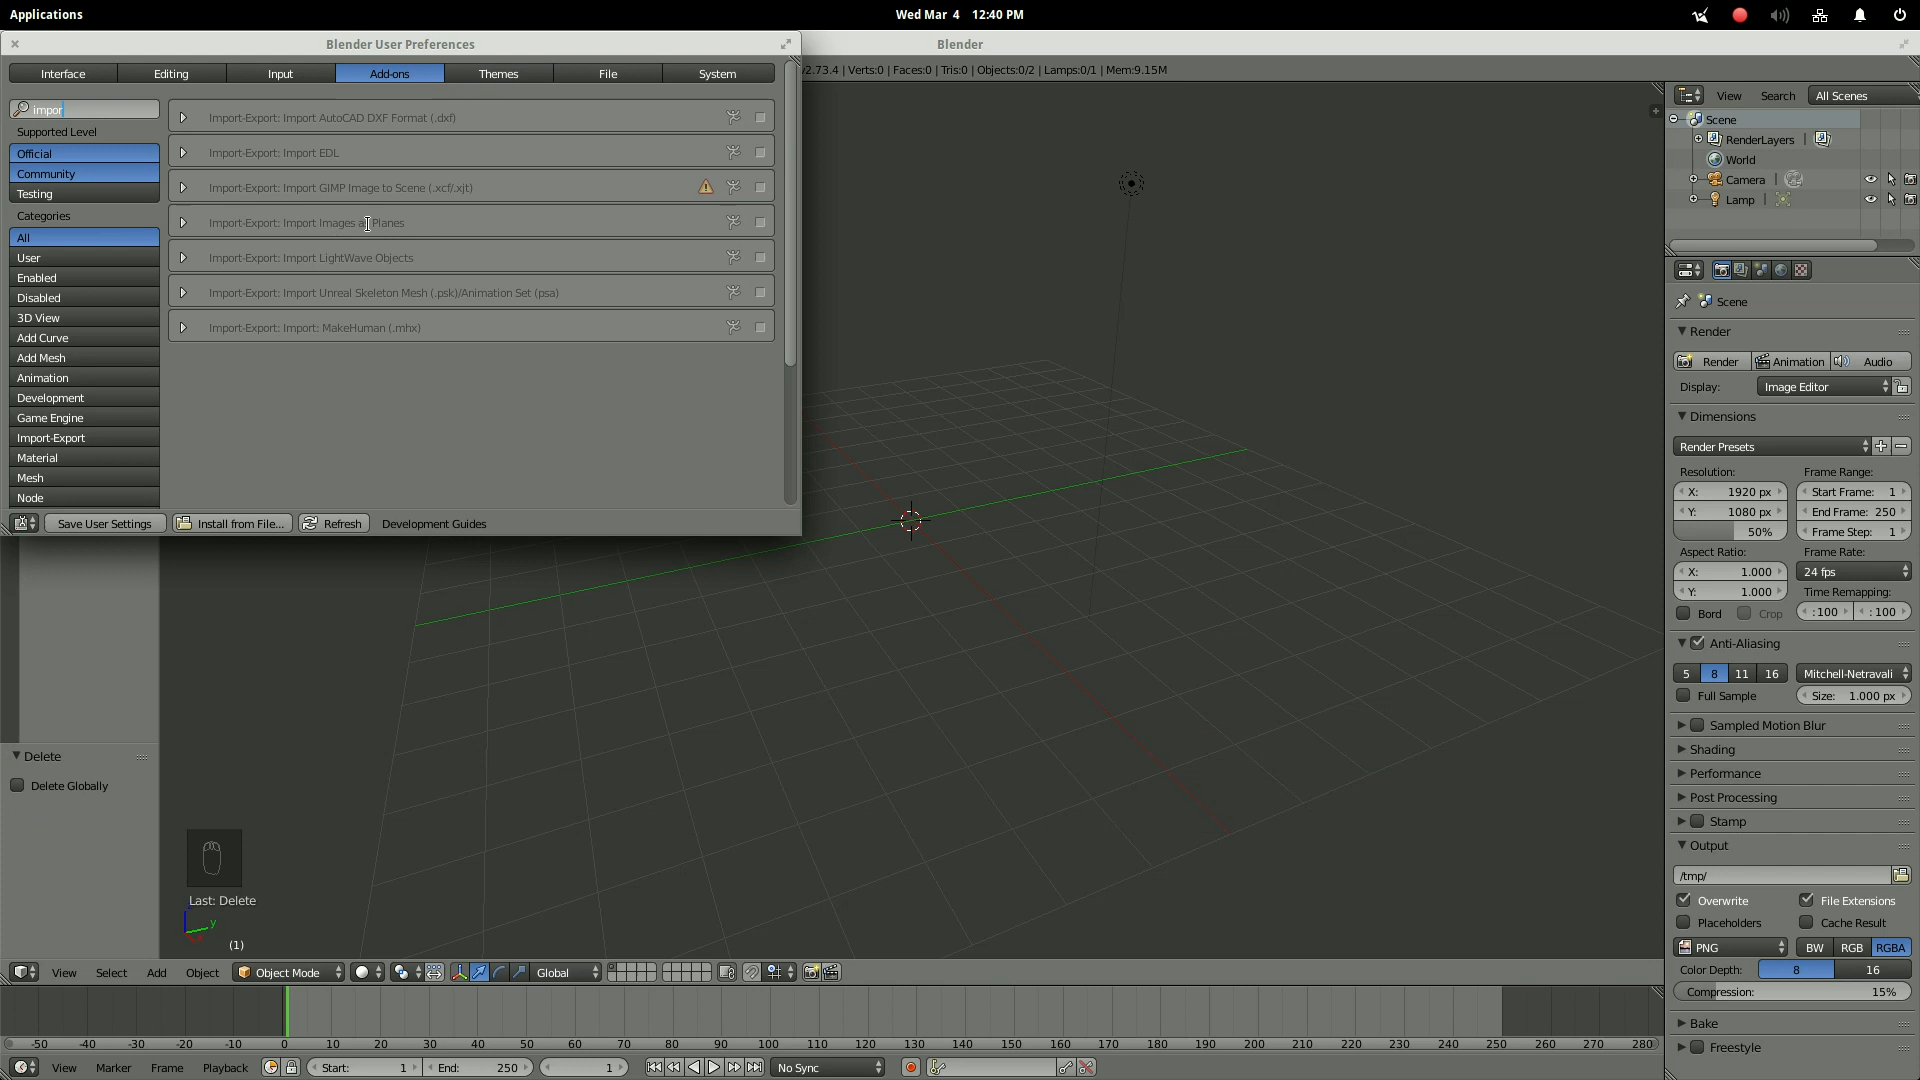 Applications
Wed Mar 4 12:40 PM
Blender User Preferences
Blender
Interface
Editing
Input
Add-ons
Themes
File
System
2.73.4 | Verts:0 | Faces:0 | Tris:0 | Objects:0/2 | Lamps:0/1 | Mem:9.15M
impor
Supported Level
Official
Community
Testing
Categories
All
User
Enabled
Disabled
3D View
Add Curve
Add Mesh
Animation
Development
Game Engine
Import-Export
Material
Mesh
Node
Import-Export: Import AutoCAD DXF Format (.dxf)
Import-Export: Import EDL
Import-Export: Import GIMP Image to Scene (.xcf/.xjt)
Import-Export: Import Images as Planes
Import-Export: Import LightWave Objects
Import-Export: Import Unreal Skeleton Mesh (.psk)/Animation Set (psa)
Import-Export: Import: MakeHuman (.mhx)
Save User Settings
Install from File...
Refresh
Development Guides
Delete
Delete Globally
Last: Delete
y
(1)
View
Select
Add
Object
Object Mode
Global
-50 -40 -30 -20 -10 0 10 20 30 40 50 60 70 80 90 100 110 120 130 140 150 160 170 180 190 200 210 220 230 240 250 260 270 280
View
Marker
Frame
Playback
Start: 1
End: 250
1
No Sync
View
Search
All Scenes
Scene
RenderLayers
World
Camera
Lamp
Scene
Render
Render
Animation
Audio
Display:
Image Editor
Dimensions
Render Presets
Resolution:
Frame Range:
X: 1920 px
Start Frame: 1
Y: 1080 px
End Frame: 250
50%
Frame Step: 1
Aspect Ratio:
Frame Rate:
X: 1.000
24 fps
Y: 1.000
Time Remapping:
Bord
Crop
: 100
: 100
Anti-Aliasing
5 8 11 16
Mitchell-Netravali
Full Sample
Size: 1.000 px
Sampled Motion Blur
Shading
Performance
Post Processing
Stamp
Output
/tmp/
Overwrite
File Extensions
Placeholders
Cache Result
PNG
BW RGB RGBA
Color Depth:
8 16
Compression: 15%
Bake
Freestyle